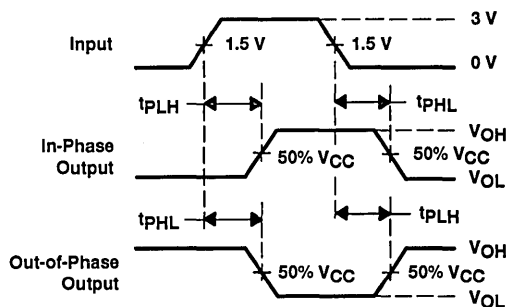 3 V
Input
1.5 V
1.5 V
0 V
tPLH
tPHL
VOH
In-Phase
Output
50% VCC
50% VCC
VOL
tPHL
tPLH
VOH
Out-of-Phase
Output
50% VCC
50% VCC
VOL